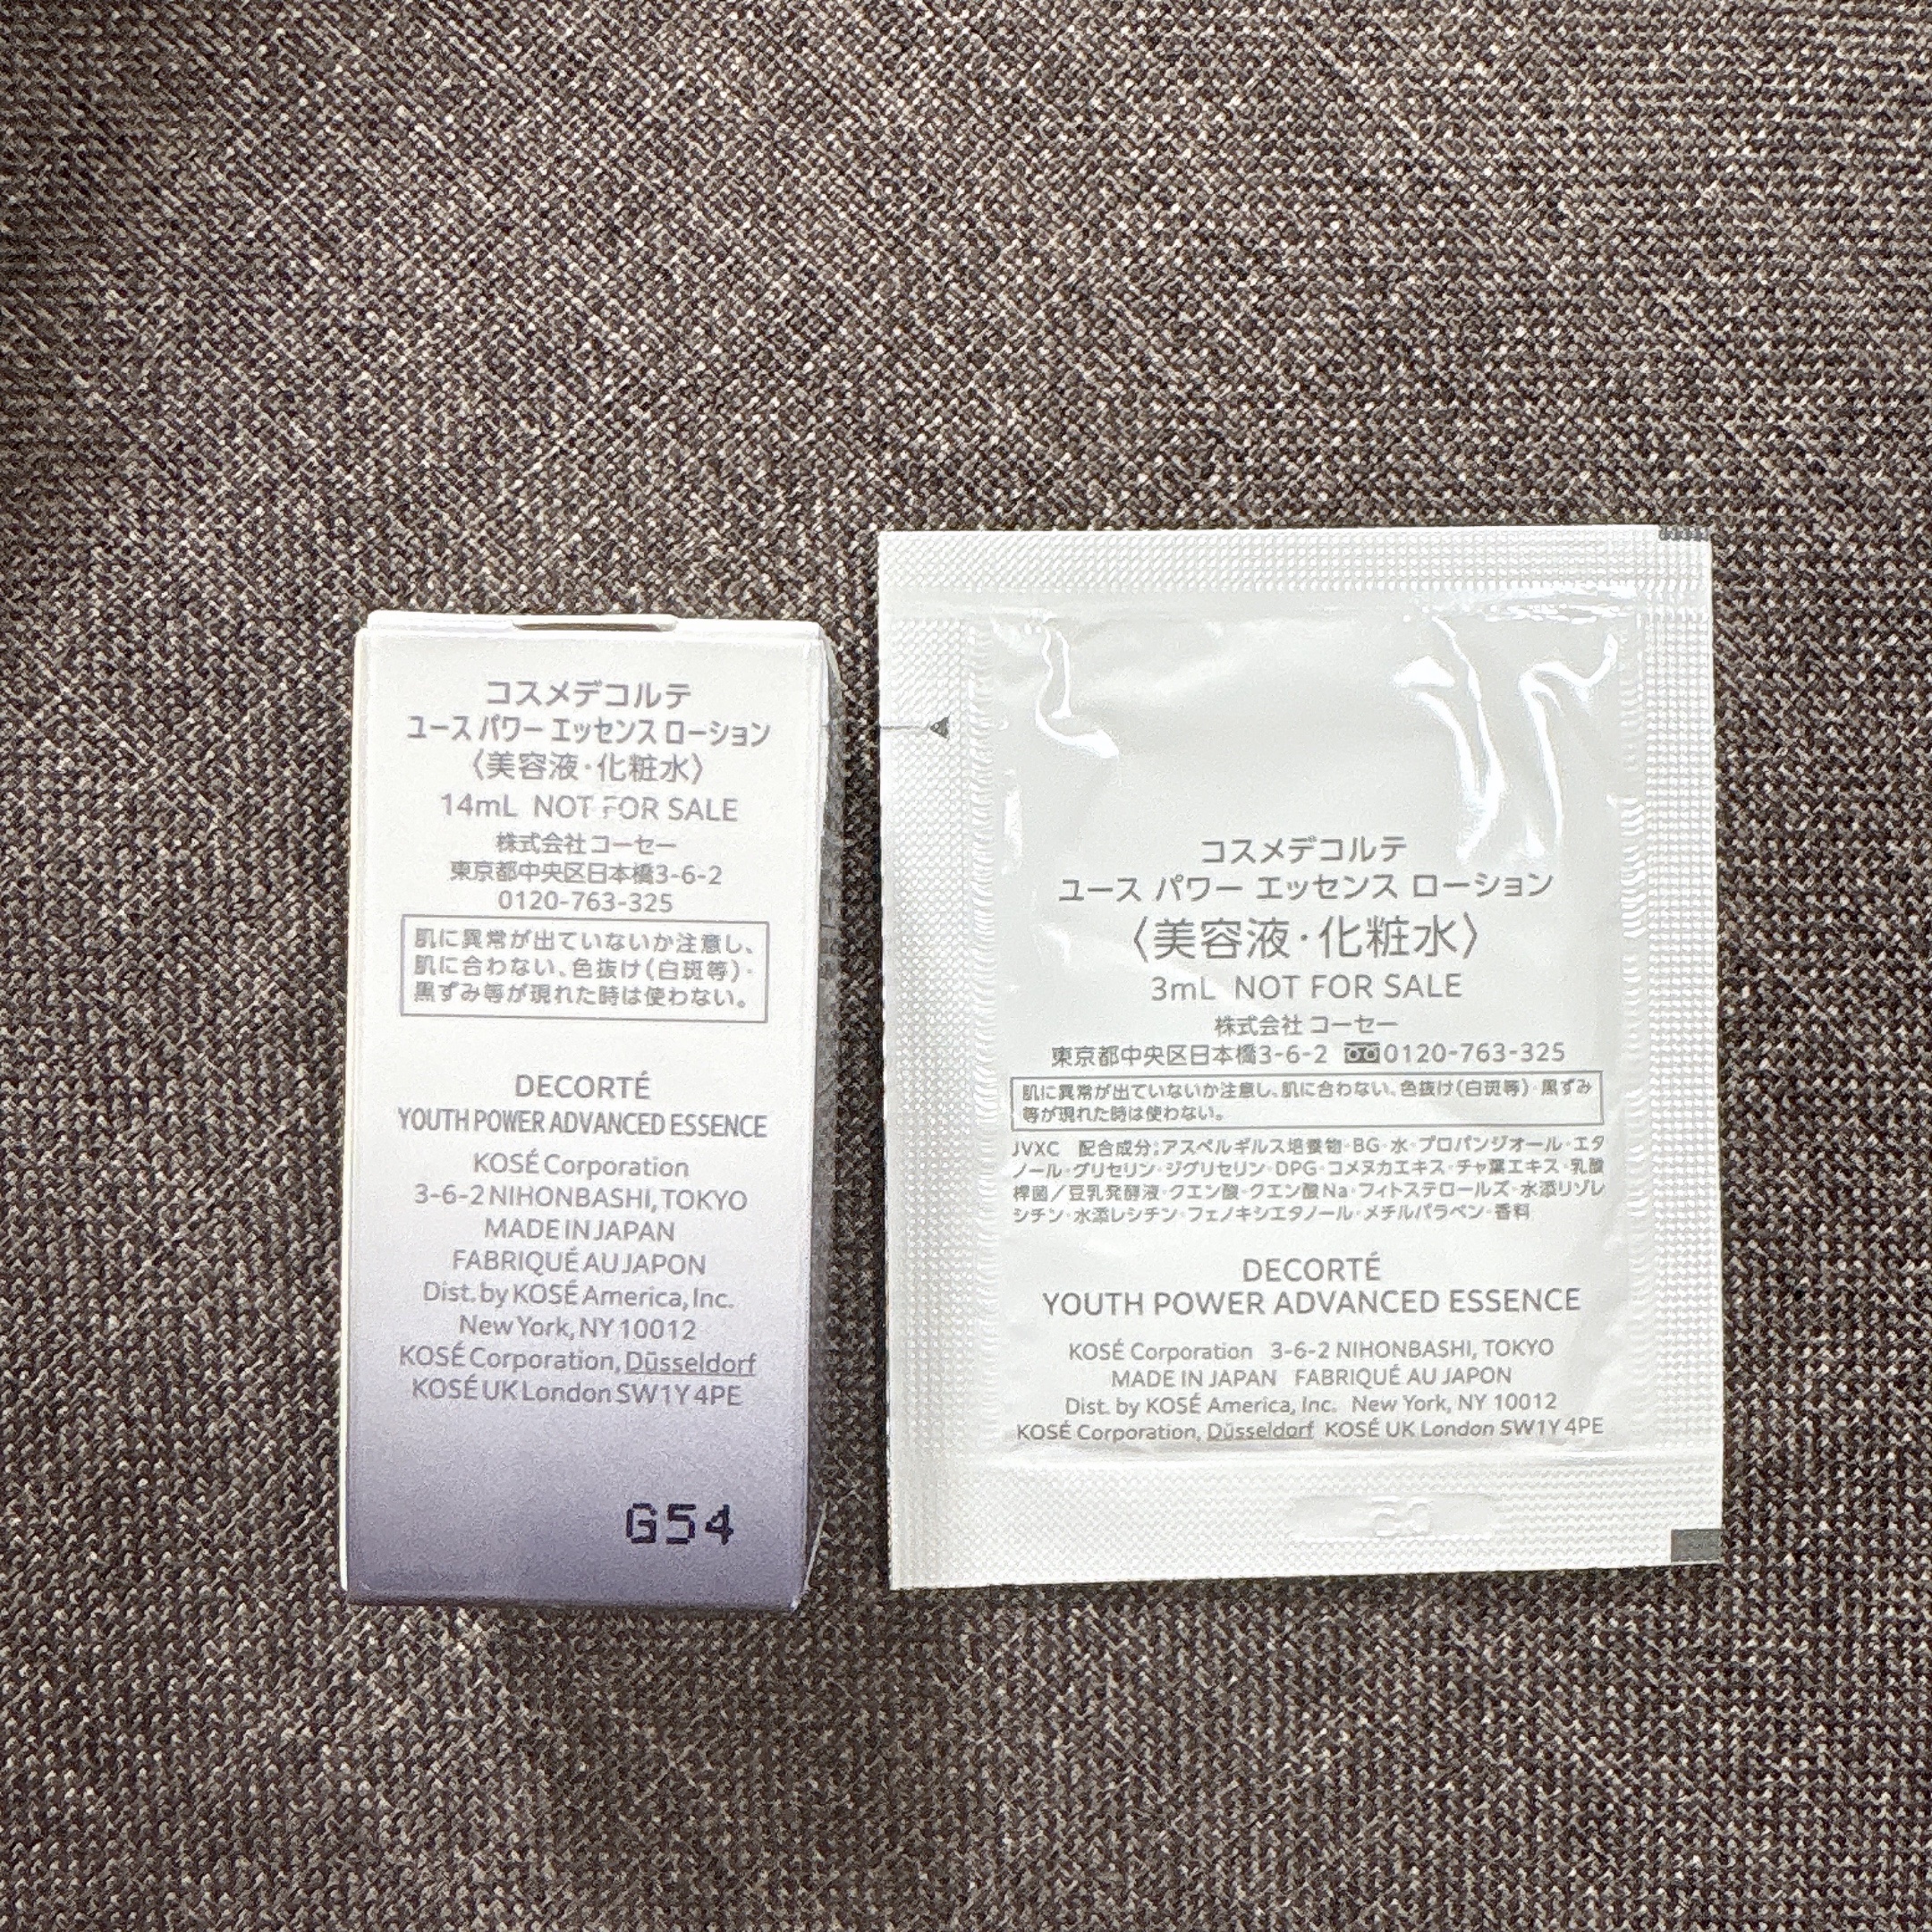 コスメデコルテ
ユース パワー エッセンス ローション
〈美容液・化粧水〉
14mL NOT FOR SALE
株式会社 コーセー
東京都中央区日本橋3-6-2
0120-763-325
肌に異常が出ていないか注意し、
肌に合わない、色抜け(白斑等)・
黒ずみ等が現れた時は使わない。
DECORTÉ
YOUTH POWER ADVANCED ESSENCE
KOSÉ Corporation
3-6-2 NIHONBASHI, TOKYO
MADE IN JAPAN
FABRIQUÉ AU JAPON
Dist. by KOSÉ America, Inc.
New York, NY 10012
KOSÉ Corporation, Düsseldorf
KOSÉ UK London SW1Y 4PE
G54
コスメデコルテ
ユース パワー エッセンス ローション
〈美容液・化粧水〉
3mL NOT FOR SALE
株式会社 コーセー
東京都中央区日本橋3-6-2 0120-763-325
肌に異常が出ていないか注意し、肌に合わない、色抜け(白斑等)・黒ずみ
等が現れた時は使わない。
JVXC 配合成分:アスペルギルス培養物・BG・水・プロパンジオール・エタ
ノール・グリセリン・ジグリセリン・DPG・コメヌカエキス・チャ葉エキス・乳酸
桿菌/豆乳発酵液・クエン酸・クエン酸Na・フィトステロールズ・水添リゾレ
シチン・水添レシチン・フェノキシエタノール・メチルパラベン・香料
DECORTÉ
YOUTH POWER ADVANCED ESSENCE
KOSÉ Corporation 3-6-2 NIHONBASHI, TOKYO
MADE IN JAPAN FABRIQUÉ AU JAPON
Dist. by KOSÉ America, Inc. New York, NY 10012
KOSÉ Corporation, Düsseldorf KOSÉ UK London SW1Y 4PE